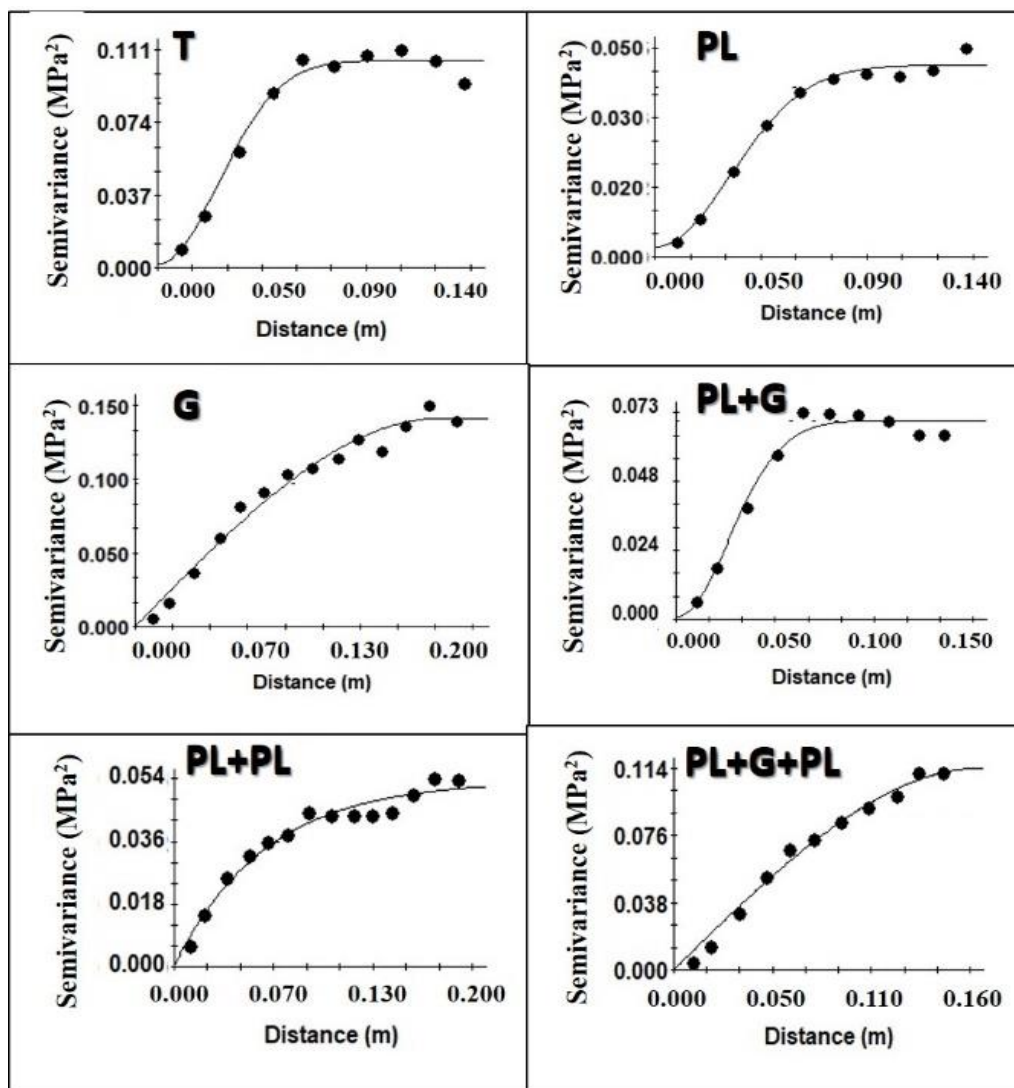 T
Semivariance (MPa²)
0.111
0.074
0.037
0.000
0.000 0.050 0.090 0.140
Distance (m)
PL
Semivariance (MPa²)
0.050
0.030
0.020
0.000
0.000 0.050 0.090 0.140
Distance (m)
G
Semivariance (MPa²)
0.150
0.100
0.050
0.000
0.000 0.070 0.130 0.200
Distance (m)
PL+G
Semivariance (MPa²)
0.073
0.048
0.024
0.000
0.000 0.050 0.100 0.150
Distance (m)
PL+PL
Semivariance (MPa²)
0.054
0.036
0.018
0.000
0.000 0.070 0.130 0.200
Distance (m)
PL+G+PL
Semivariance (MPa²)
0.114
0.076
0.038
0.000
0.000 0.050 0.110 0.160
Distance (m)